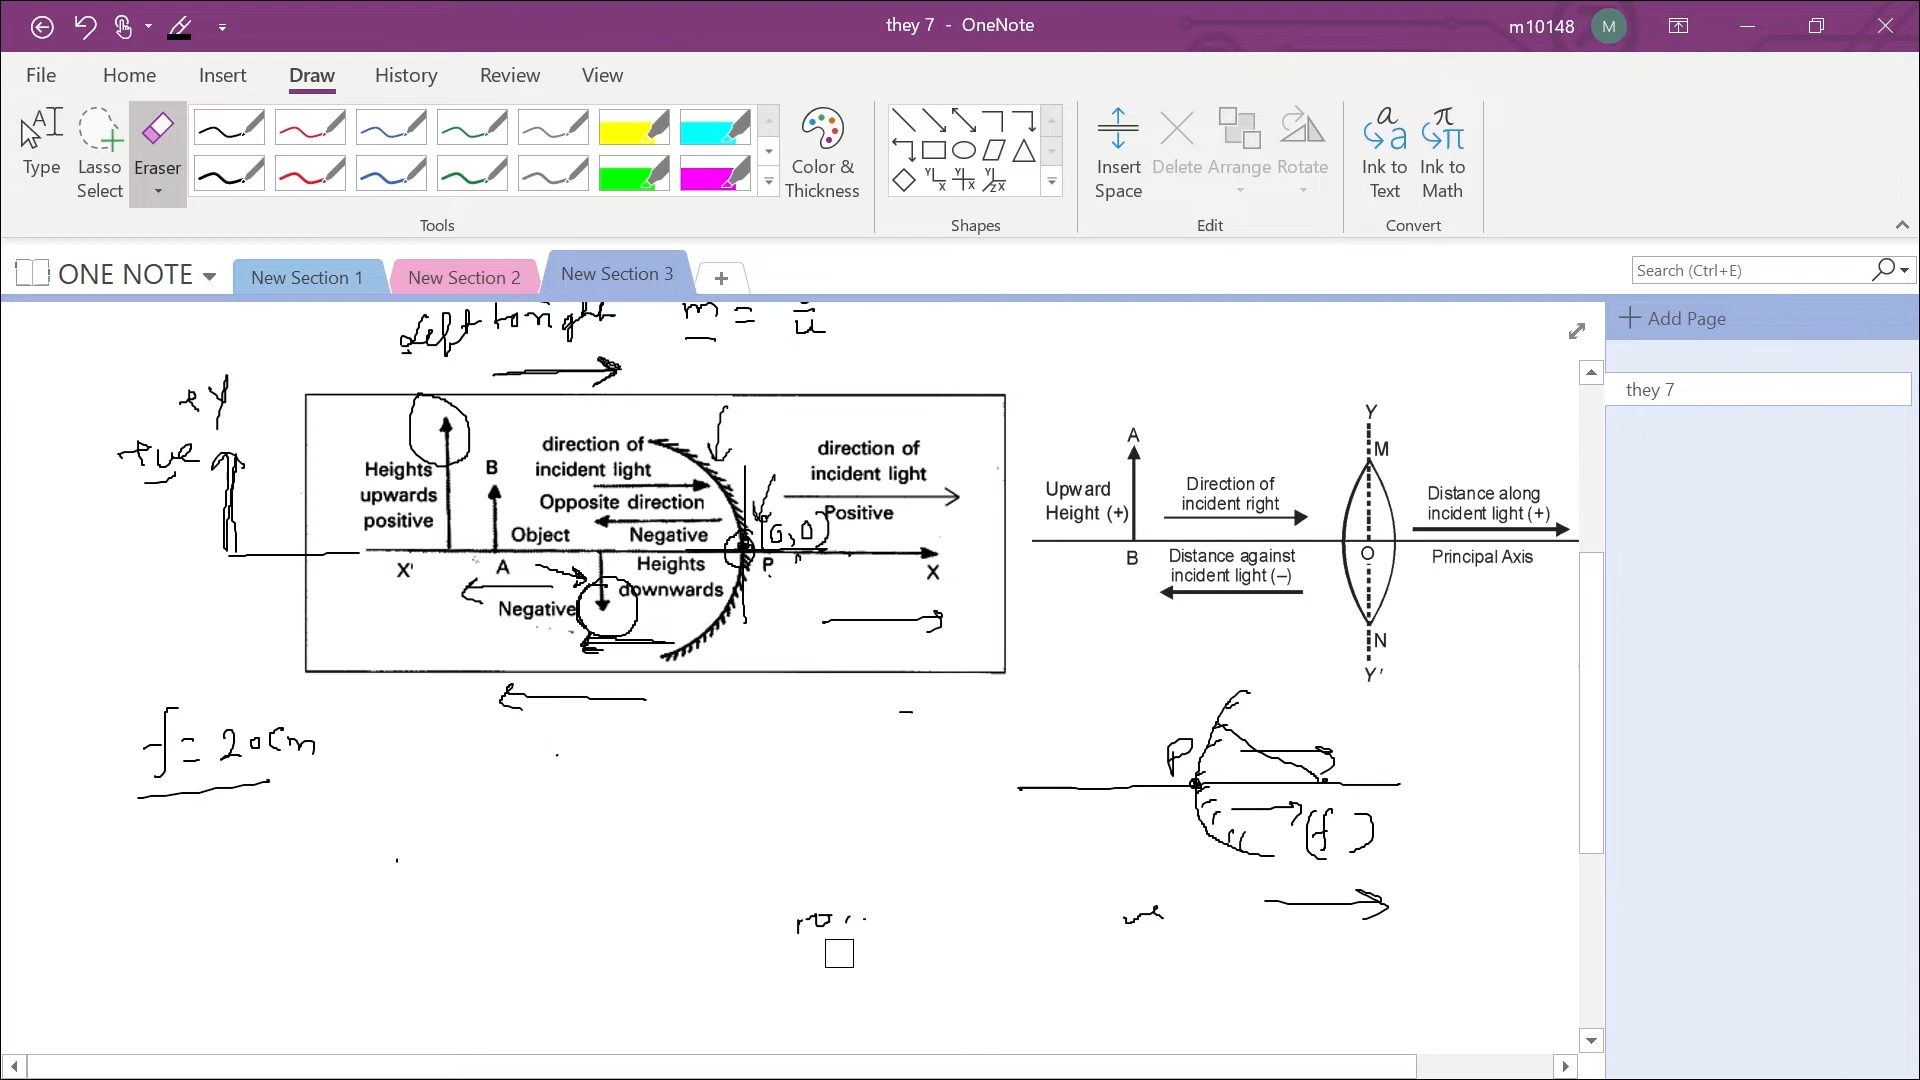 they 7 - OneNote
m10148
M
File Home Insert Draw History Review View
Type
Lasso Select
Eraser
Tools
Color & Thickness
Shapes
Insert Space
Delete Arrange Rotate
Edit
Ink to Text
Ink to Math
Convert
ONE NOTE
New Section 1
New Section 2
New Section 3
Search (Ctrl+E)
Add Page
they 7
Left to right m = u
+ve
Heights upwards positive
B
direction of incident light
Opposite direction
Negative
Object
direction of incident light
Positive
(0,0)
X'
A
Heights downwards
P
X
Negative
A
Upward Height (+)
B
Direction of incident right
Distance against incident light (–)
Y
M
O
N
Y'
Distance along incident light (+)
Principal Axis
f = 20cm
P
(f)